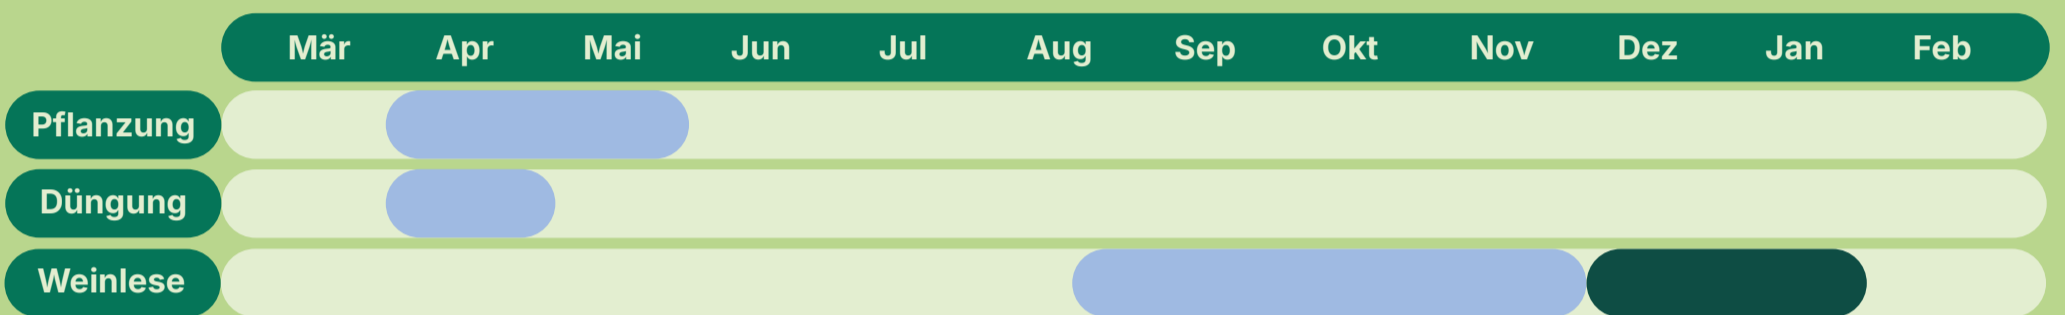 Mär Apr Mai Jun Jul Aug Sep Okt Nov Dez Jan Feb
Pflanzung
Düngung
Weinlese